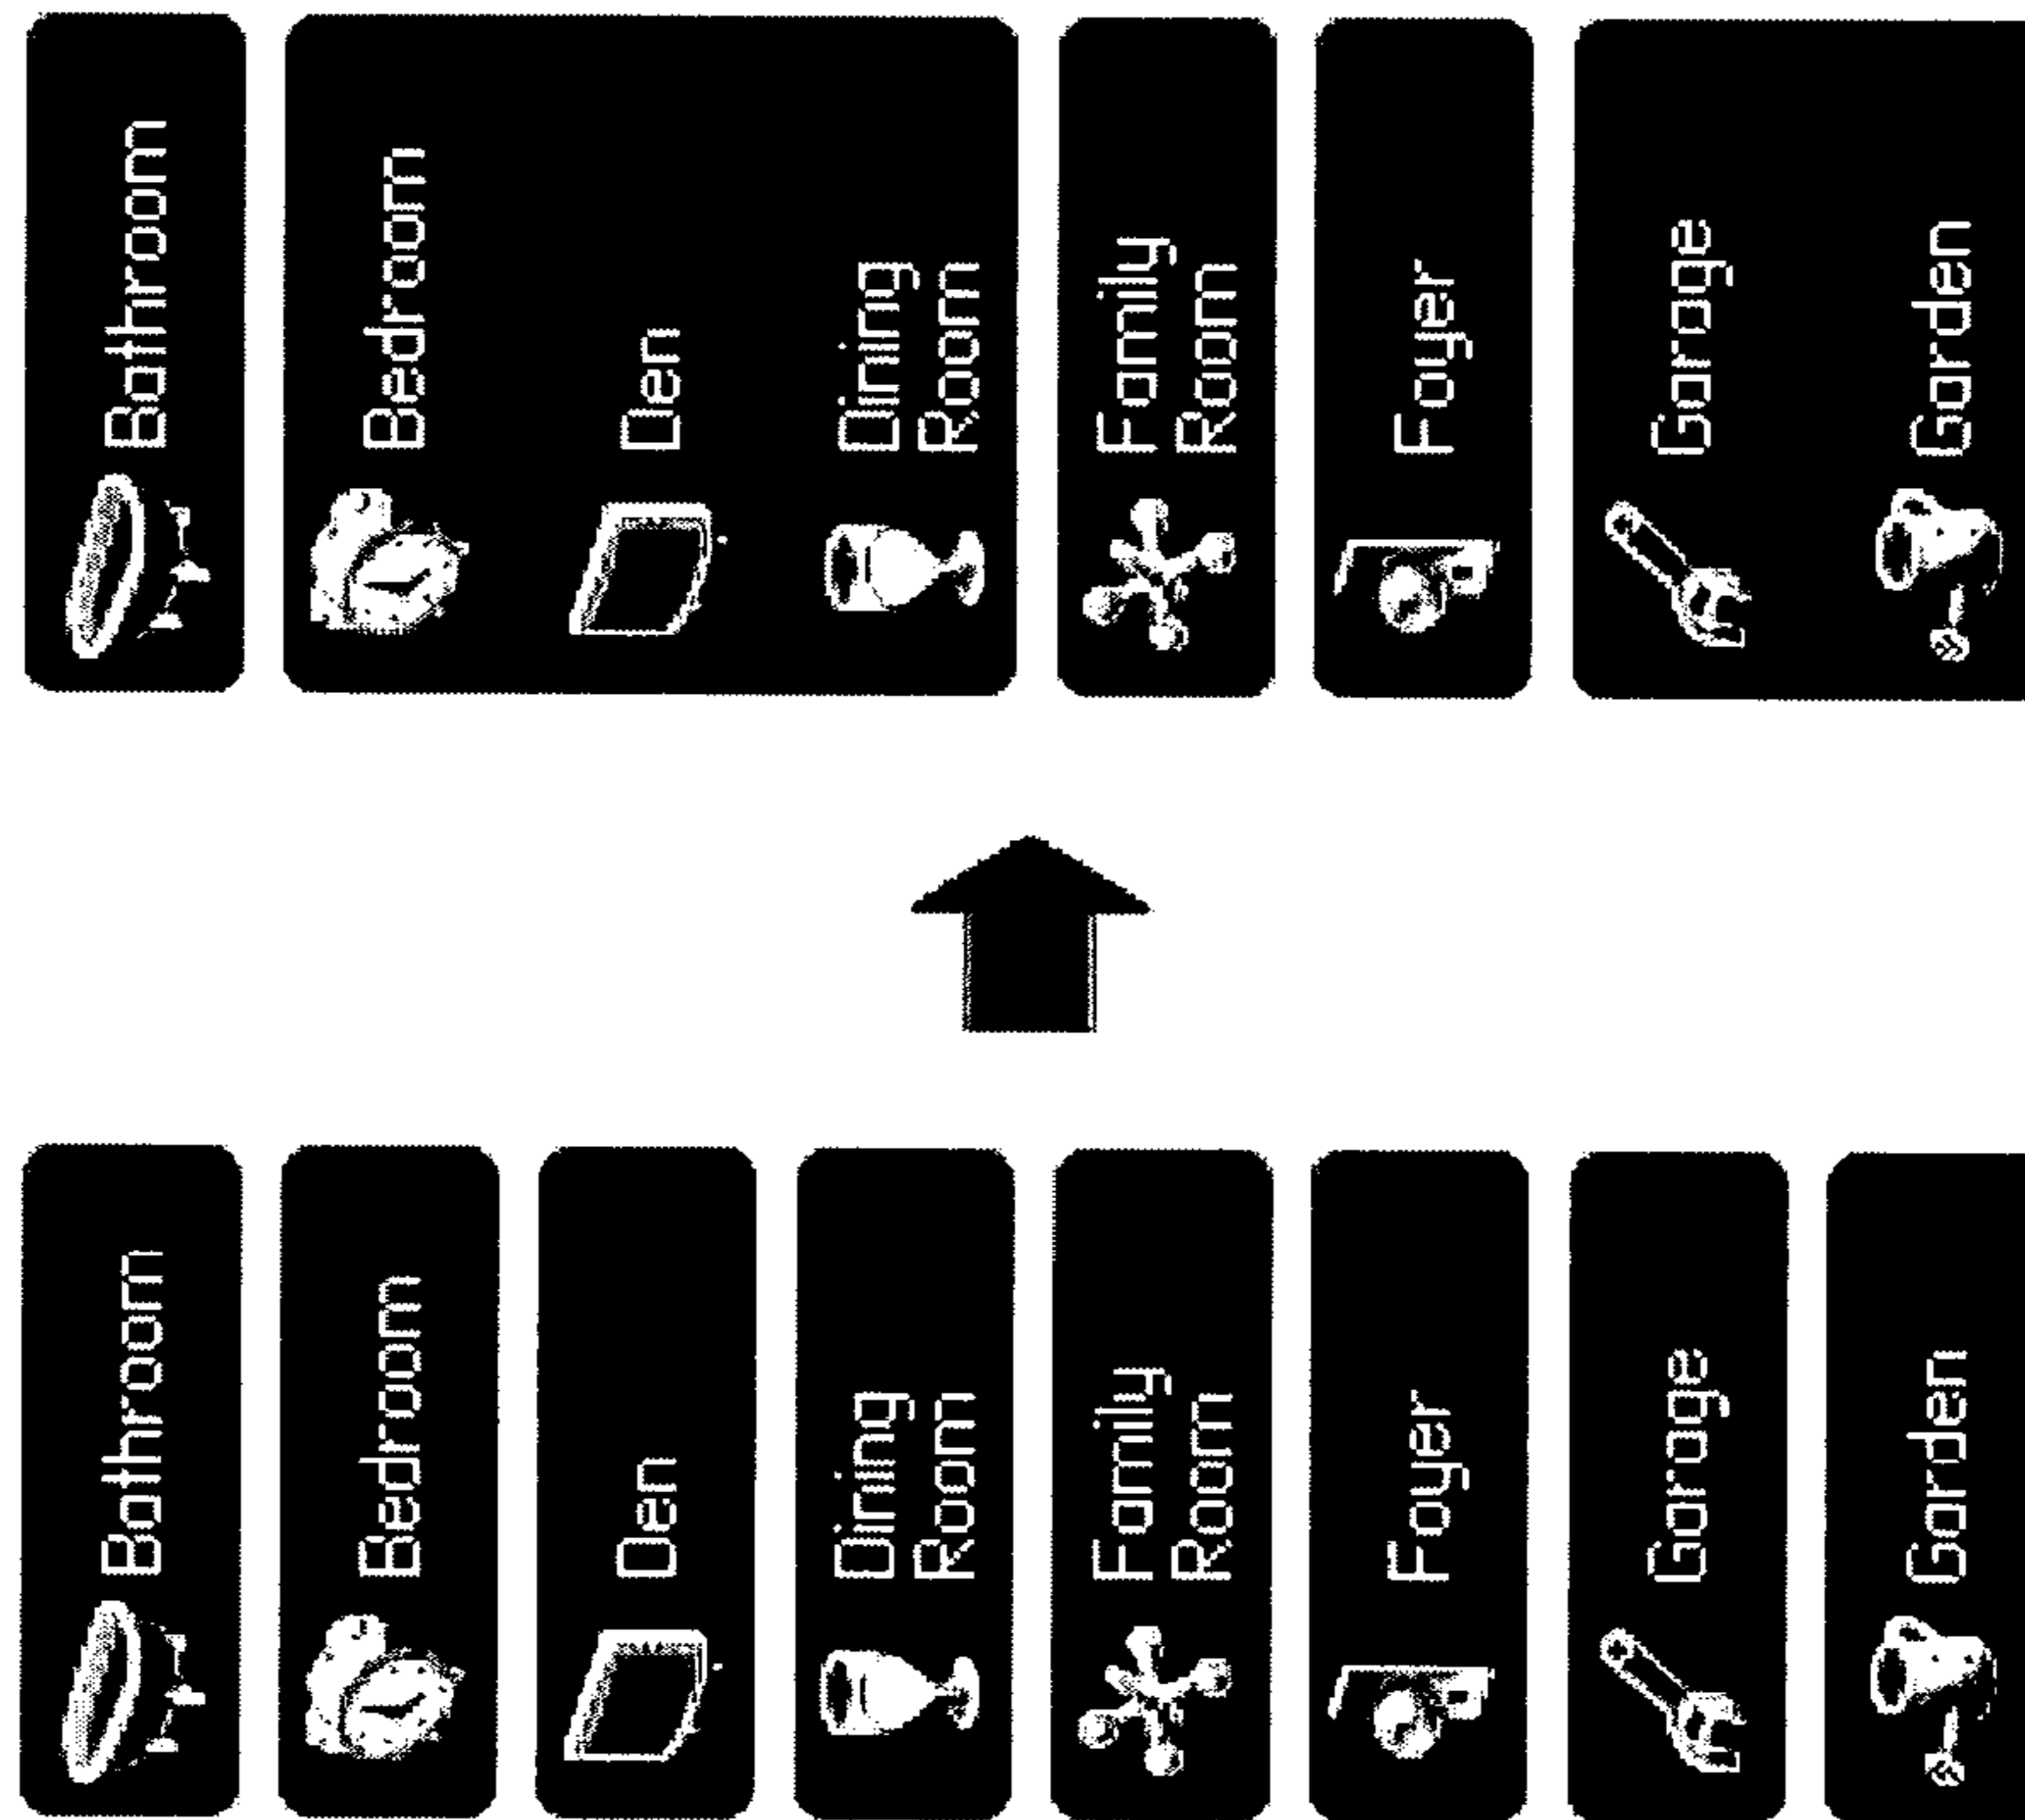 Bathroom
Bedroom
Den
Dining
Room
Family
Room
Foyer
Garage
Garden
Bathroom
Bedroom
Den
Dining
Room
Family
Room
Foyer
Garage
Garden